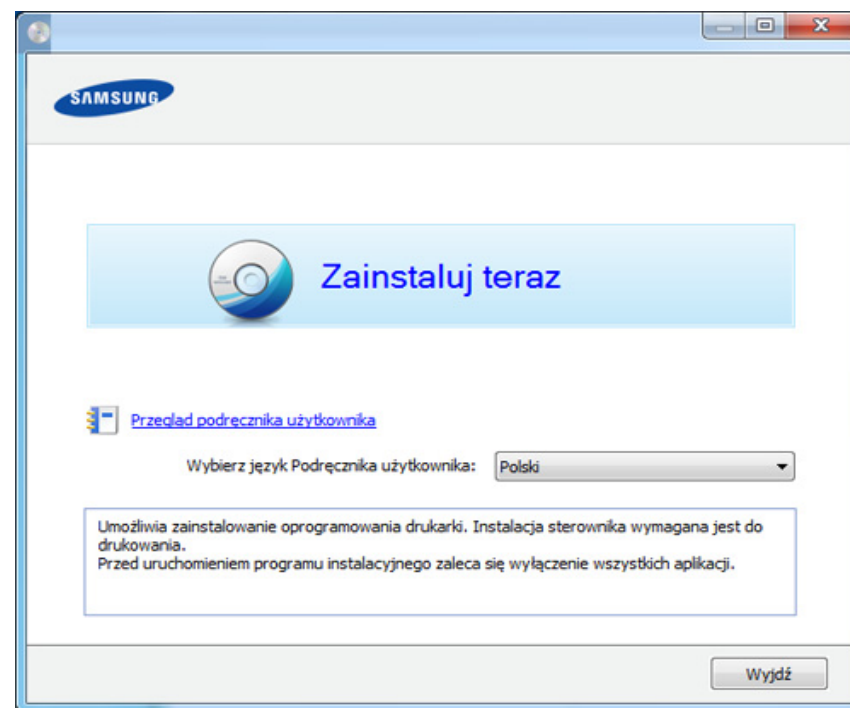 SAMSUNG
Zainstaluj teraz
Przegląd podręcznika użytkownika
Wybierz język Podręcznika użytkownika: Polski
Umożliwia zainstalowanie oprogramowania drukarki. Instalacja sterownika wymagana jest do
drukowania.
Przed uruchomieniem programu instalacyjnego zaleca się wyłączenie wszystkich aplikacji.
Wyjdź